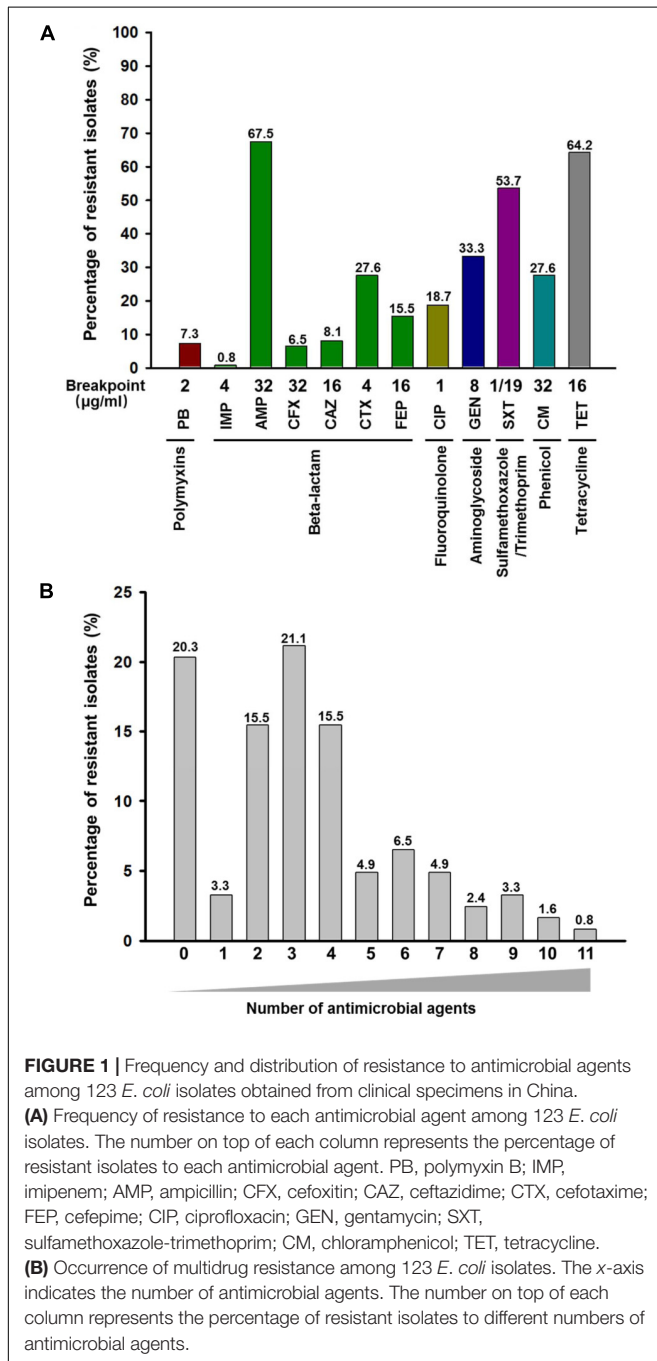 A
Percentage of resistant isolates (%)
100
90
80
70
60
50
40
30
20
10
0
7.3
0.8
67.5
6.5
8.1
27.6
15.5
18.7
33.3
53.7
27.6
64.2
Breakpoint 2 4 32 32 16 4 16 1 8 1/19 32 16
(μg/ml)
PB IMP AMP CFX CAZ CTX FEP CIP GEN SXT CM TET
Polymyxins
Beta-lactam
Fluoroquinolone
Aminoglycoside
Sulfamethoxazole
/Trimethoprim
Phenicol
Tetracycline
B
Percentage of resistant isolates (%)
25
20
15
10
5
0
20.3
3.3
15.5
21.1
15.5
4.9
6.5
4.9
2.4
3.3
1.6
0.8
0 1 2 3 4 5 6 7 8 9 10 11
Number of antimicrobial agents
FIGURE 1 | Frequency and distribution of resistance to antimicrobial agents
among 123 E. coli isolates obtained from clinical specimens in China.
(A) Frequency of resistance to each antimicrobial agent among 123 E. coli
isolates. The number on top of each column represents the percentage of
resistant isolates to each antimicrobial agent. PB, polymyxin B; IMP,
imipenem; AMP, ampicillin; CFX, cefoxitin; CAZ, ceftazidime; CTX, cefotaxime;
FEP, cefepime; CIP, ciprofloxacin; GEN, gentamycin; SXT,
sulfamethoxazole-trimethoprim; CM, chloramphenicol; TET, tetracycline.
(B) Occurrence of multidrug resistance among 123 E. coli isolates. The x-axis
indicates the number of antimicrobial agents. The number on top of each
column represents the percentage of resistant isolates to different numbers of
antimicrobial agents.